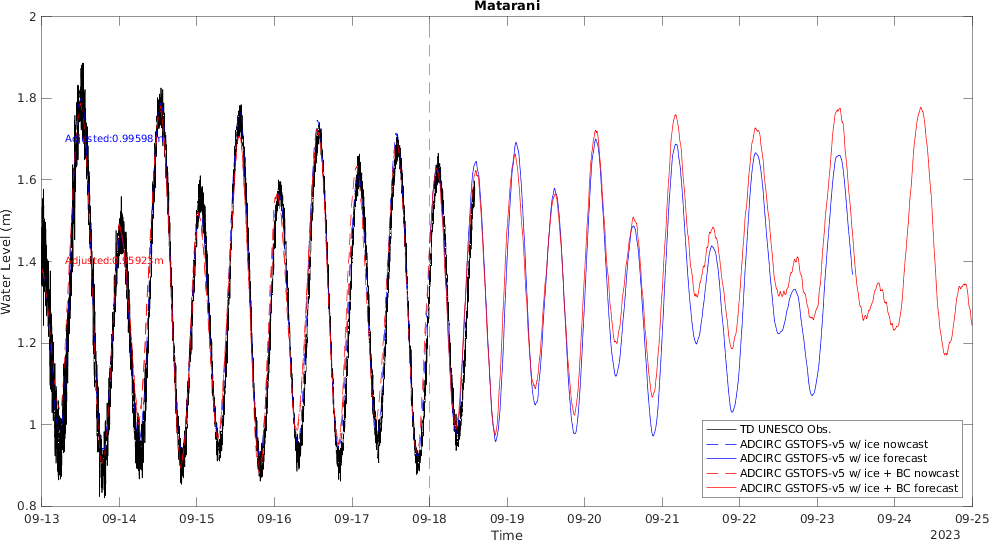 Matarani
Water Level (m)
2
1.8
1.6
1.4
1.2
1
0.8
Adjusted:0.99598m
TD UNESCO Obs.
ADCIRC GSTOFS-v5 w/ ice nowcast
ADCIRC GSTOFS-v5 w/ ice forecast
ADCIRC GSTOFS-v5 w/ ice + BC nowcast
ADCIRC GSTOFS-v5 w/ ice + BC forecast
09-13 09-14 09-15 09-16 09-17 09-18 09-19 09-20 09-21 09-22 09-23 09-24 09-25
Time
2023